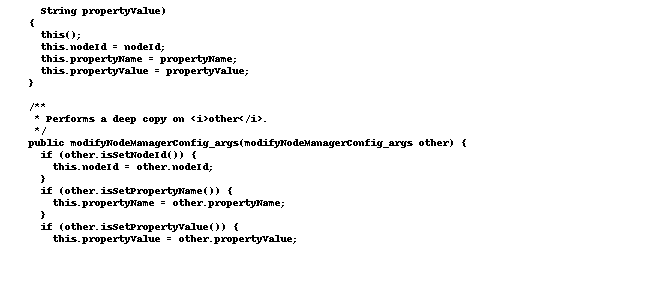 String propertyValue)
{
this();
this.nodeId = nodeId;
this.propertyName = propertyName;
this.propertyValue = propertyValue;
}
/**
* Performs a deep copy on <i>other</i>.
*/
public modifyNodeManagerConfig_args(modifyNodeManagerConfig_args other) {
if (other.isSetNodeId()) {
this.nodeId = other.nodeId;
}
if (other.isSetPropertyName()) {
this.propertyName = other.propertyName;
}
if (other.isSetPropertyValue()) {
this.propertyValue = other.propertyValue;